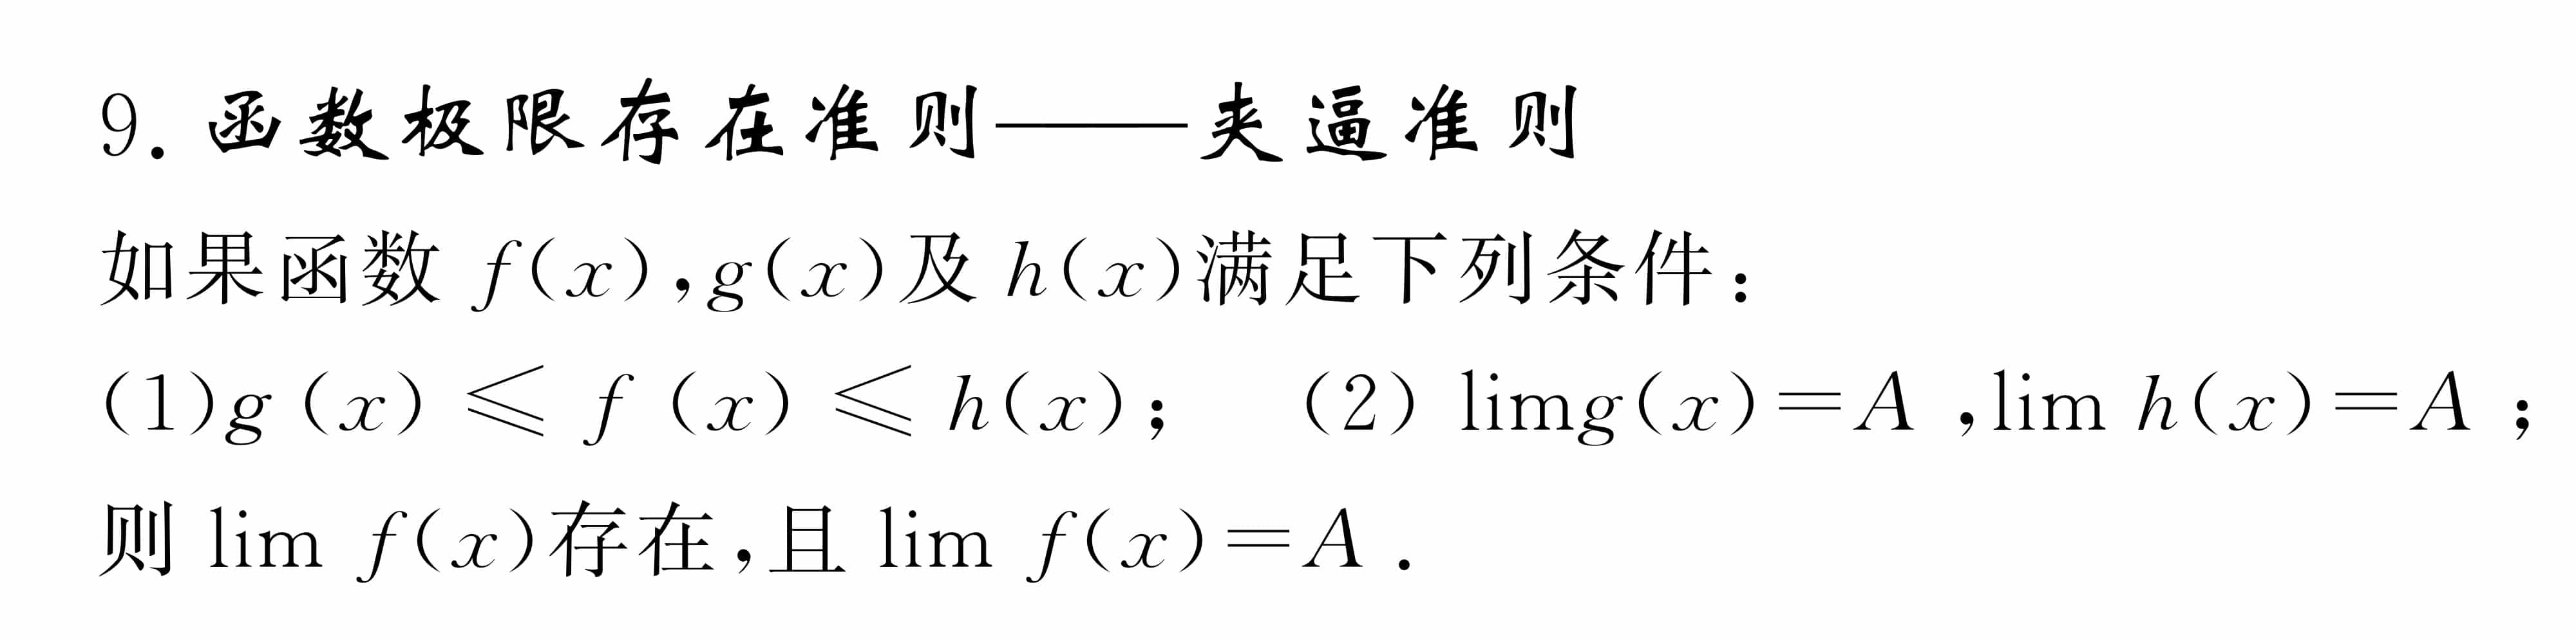 9. 函数极限存在准则——夹逼准则
如果函数 f(x),g(x)及 h(x)满足下列条件:
(1)g (x) ⩽ f (x) ⩽ h(x); (2) limg(x)=A ,lim h(x)=A ;
则 lim f(x)存在,且 lim f(x)=A .